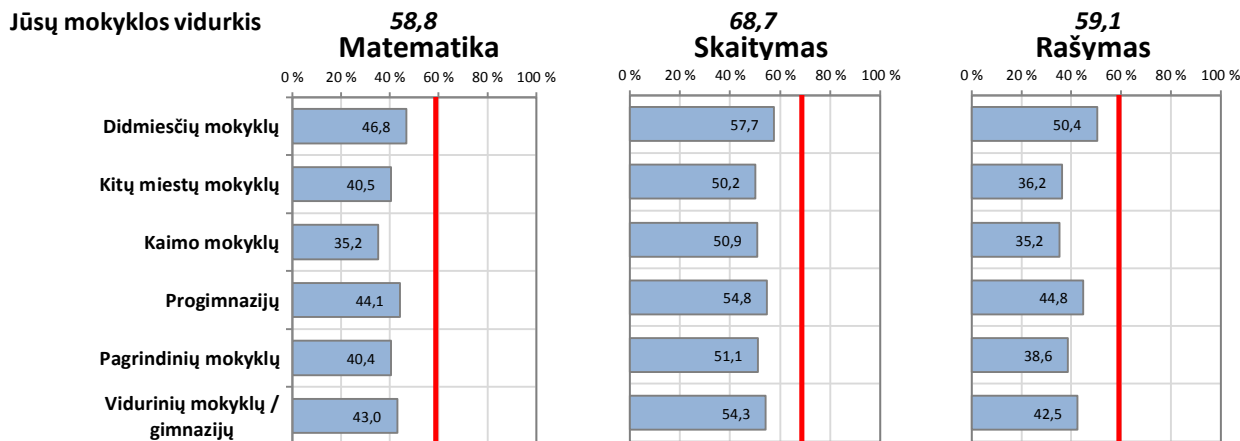 Jūsų mokyklos vidurkis 58,8 68,7 59,1
Matematika Skaitymas Rašymas
0 % 20 % 40 % 60 % 80 % 100 % 0 % 20 % 40 % 60 % 80 % 100 % 0 % 20 % 40 % 60 % 80 % 100 %
Didmiesčių mokyklų 46,8 57,7 50,4
Kitų miestų mokyklų 40,5 50,2 36,2
Kaimo mokyklų 35,2 50,9 35,2
Progimnazijų 44,1 54,8 44,8
Pagrindinių mokyklų 40,4 51,1 38,6
Vidurinių mokyklų /
gimnazijų 43,0 54,3 42,5